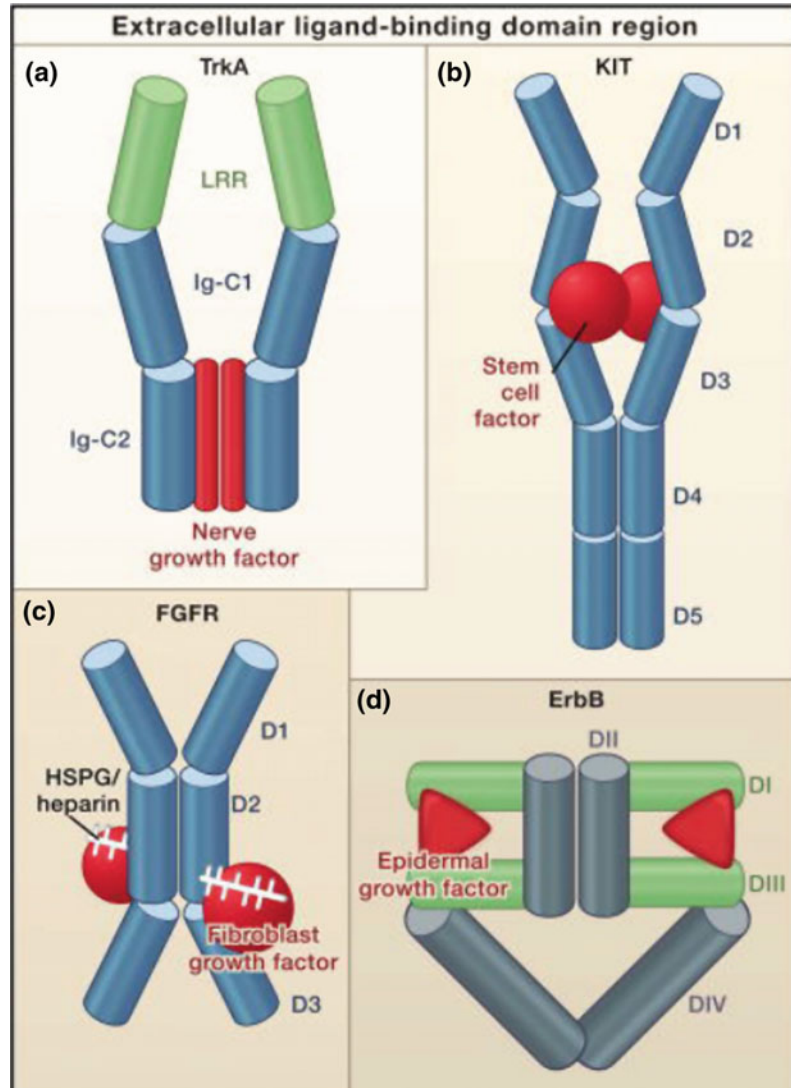 Extracellular ligand-binding domain region
(a)
TrkA
LRR
Ig-C1
Ig-C2
Nerve
growth factor
(b)
KIT
D1
D2
Stem
cell
factor
D3
D4
D5
(c)
FGFR
D1
HSPG/
heparin
D2
Fibroblast
growth factor
D3
(d)
ErbB
DII
DI
Epidermal
growth factor
DIII
DIV